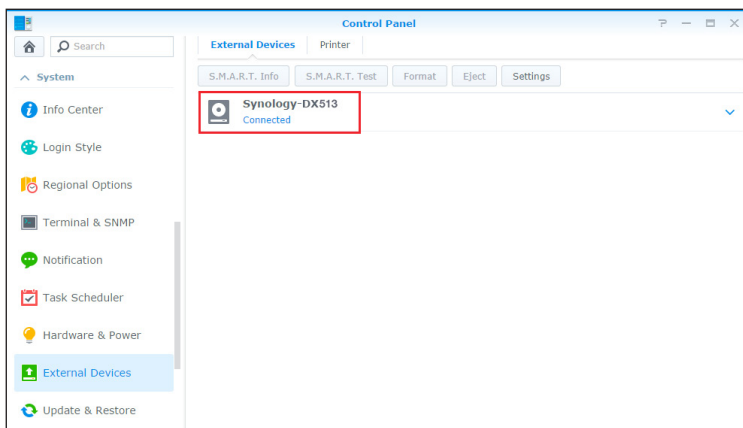 Control Panel
Search
System
Info Center
Login Style
Regional Options
Terminal & SNMP
Notification
Task Scheduler
Hardware & Power
External Devices
Update & Restore
External Devices Printer
S.M.A.R.T. Info S.M.A.R.T. Test Format Eject Settings
Synology-DX513
Connected